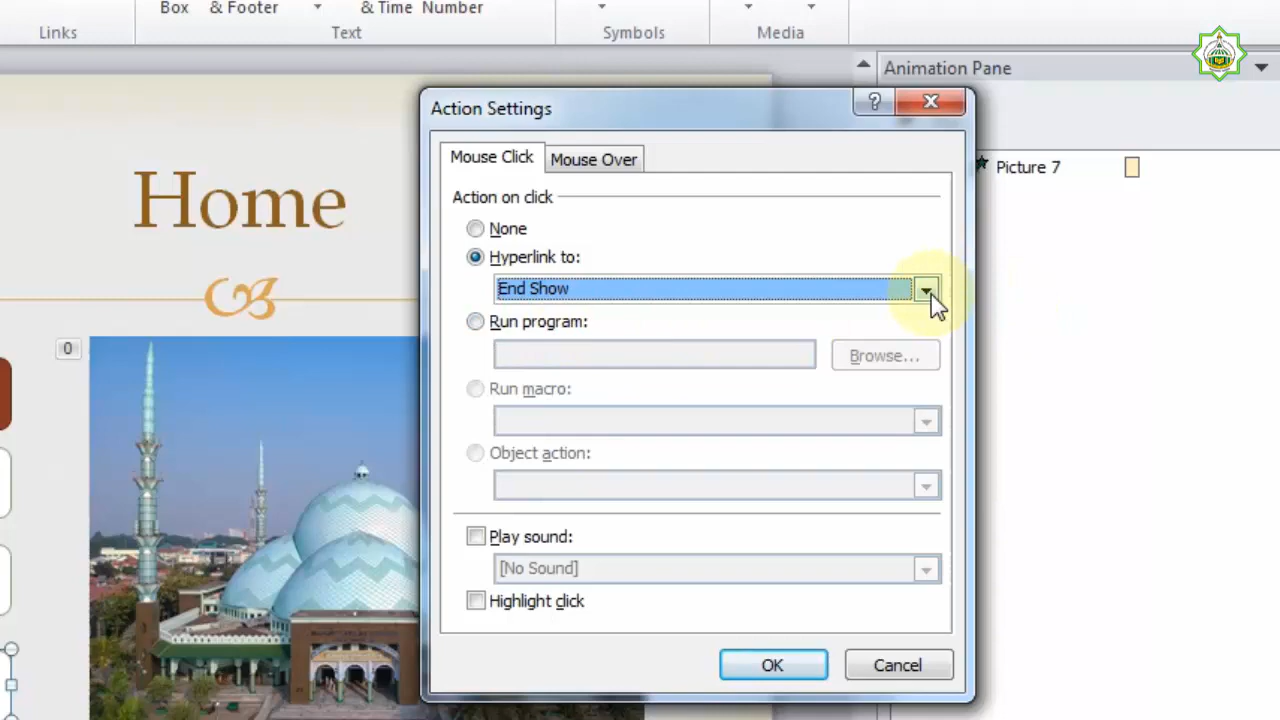 Box & Footer & Time Number
Links Text Symbols Media
Animation Pane
Action Settings
Mouse Click Mouse Over
Picture 7
Home
Action on click
None
Hyperlink to:
End Show
Run program:
0
Browse...
Run macro:
Object action:
Play sound:
[No Sound]
Highlight click
OK Cancel